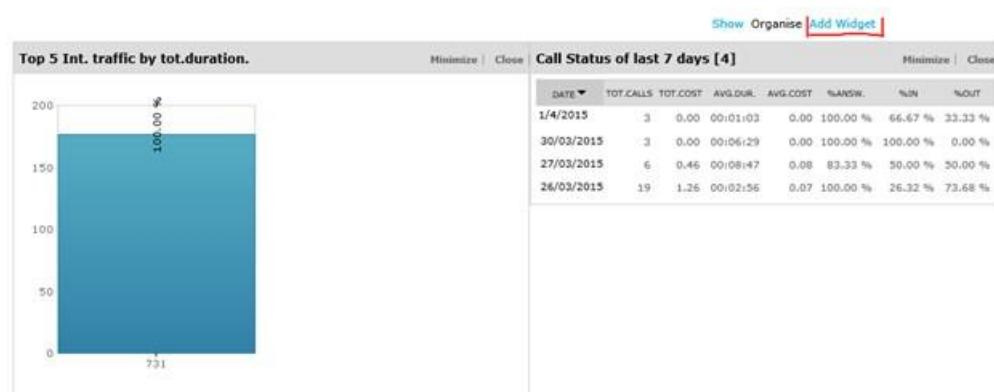 Show Organise Add Widget
Top 5 Int. traffic by tot.duration. Minimize | Close
200
100.00 %
150
100
50
0
731
Call Status of last 7 days [4] Minimize | Close
DATE TOT.CALLS TOT.COST AVG.DUR. AVG.COST %ANSW. %IN %OUT
1/4/2015 3 0.00 00:01:03 0.00 100.00 % 66.67 % 33.33 %
30/03/2015 3 0.00 00:06:29 0.00 100.00 % 100.00 % 0.00 %
27/03/2015 6 0.46 00:08:47 0.08 83.33 % 50.00 % 50.00 %
26/03/2015 19 1.26 00:02:56 0.07 100.00 % 26.32 % 73.68 %